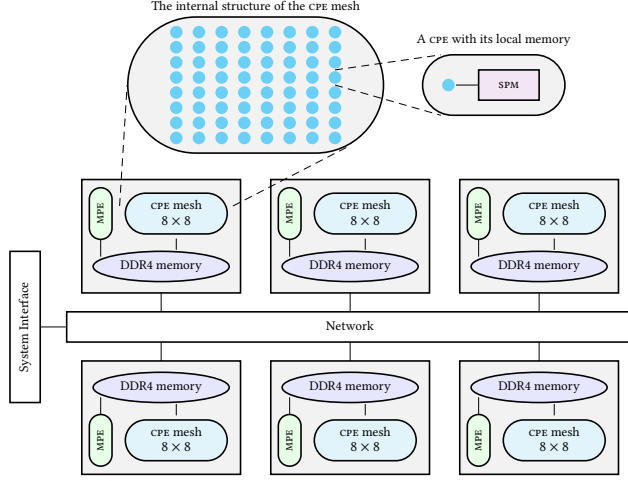 The internal structure of the CPE mesh
A CPE with its local memory
SPM
MPE
CPE mesh
8 × 8
DDR4 memory
MPE
CPE mesh
8 × 8
DDR4 memory
MPE
CPE mesh
8 × 8
DDR4 memory
System Interface
Network
DDR4 memory
MPE
CPE mesh
8 × 8
DDR4 memory
MPE
CPE mesh
8 × 8
DDR4 memory
MPE
CPE mesh
8 × 8